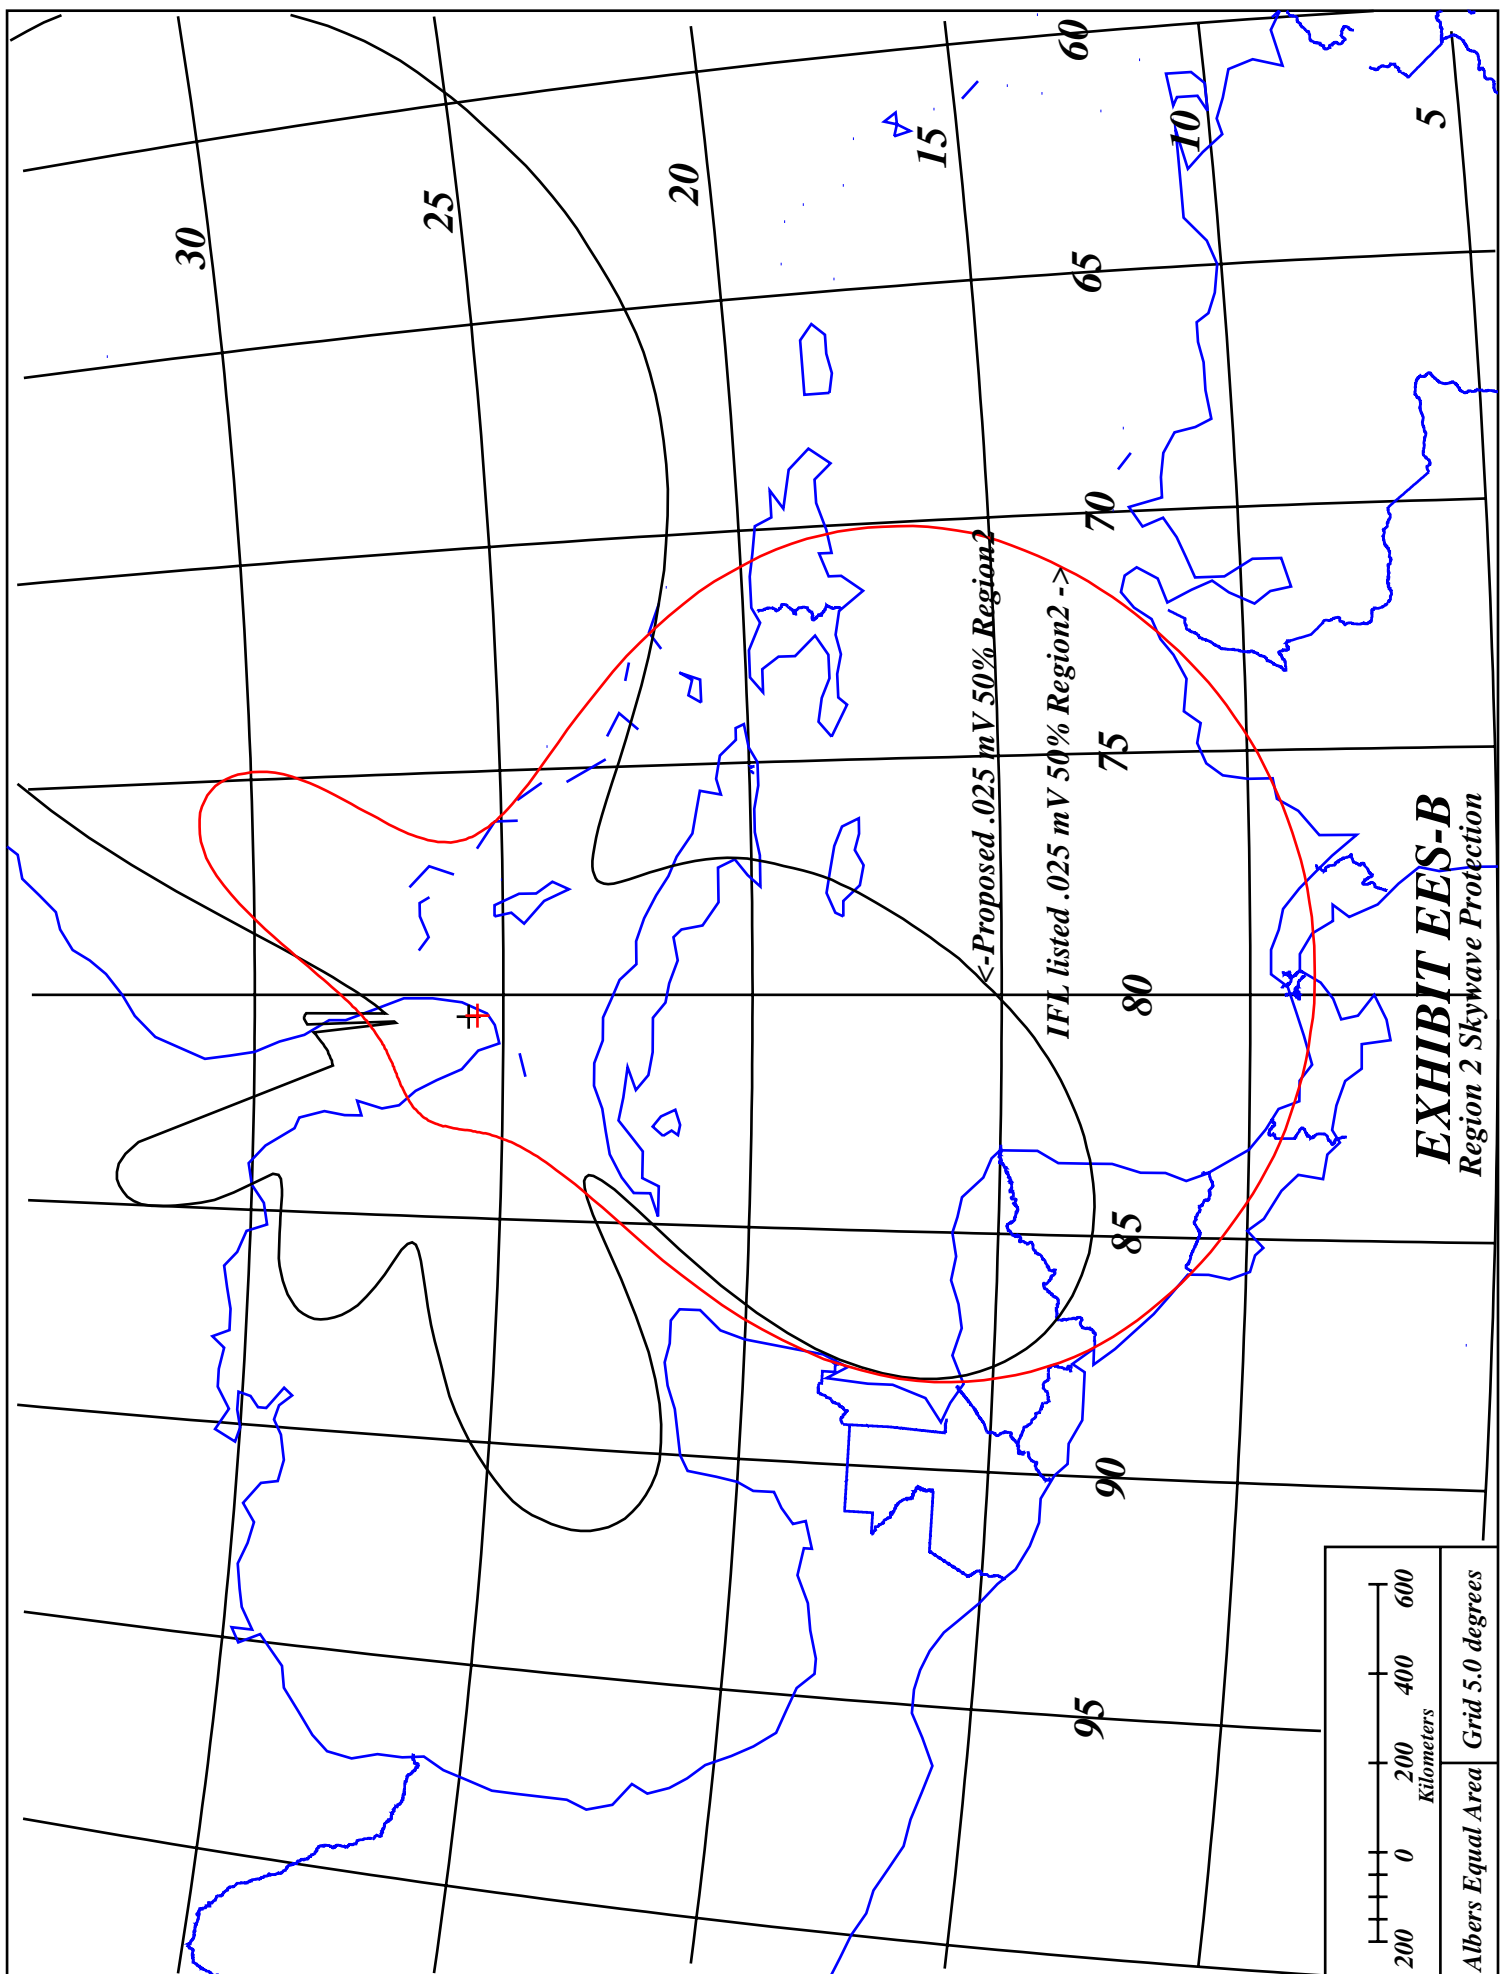 EXHIBIT EES-B
Region 2 Skywave Protection
<-Proposed .025 mV 50% Region2
IFL listed .025 mV 50% Region2 ->
30
25
20
15
10
5
60
65
70
75
80
85
90
95
200 0 200 400 600
Kilometers
Albers Equal Area
Grid 5.0 degrees